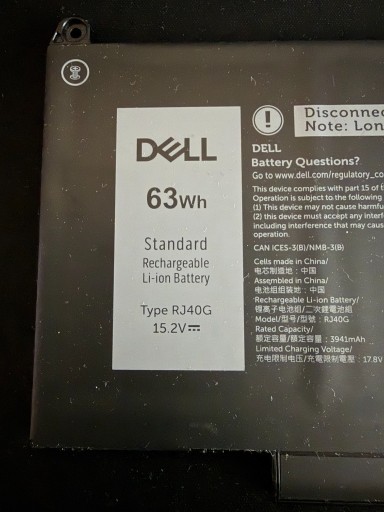 DELL
63Wh
Standard
Rechargeable
Li-ion Battery
Type RJ40G
15.2V⎓
Disconnec
Note: Lon
DELL
Battery Questions?
Go to www.dell.com/regulatory_co
This device complies with part 15 of
Operation is subject to the following
(1) This device may not cause harmfu
(2) this device must accept any interf
including interference that may caus
operation.
CAN ICES-3(B)/NMB-3(B)
Cells made in China/
电芯制造地:中国
Assembled in China/
电池组组装地:中国
Rechargeable Li-ion Battery/
锂离子电池组/二次鋰電池組
Model/型号/型號: RJ40G
Rated Capacity/
额定容量/額定容量: 3941mAh
Limited Charging Voltage/
充电限制电压/充電限制電壓: 17.8V